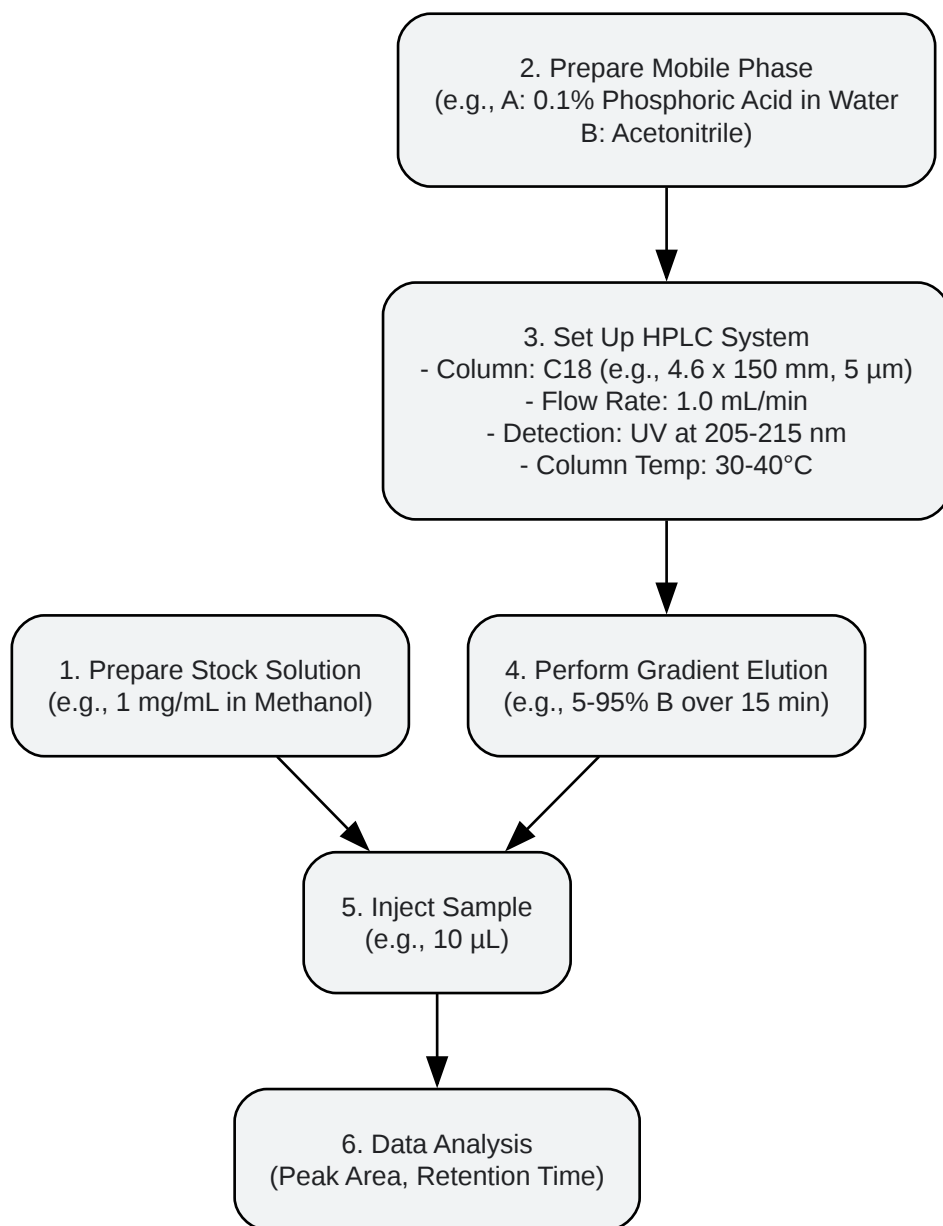 2. Prepare Mobile Phase
(e.g., A: 0.1% Phosphoric Acid in Water
B: Acetonitrile)
3. Set Up HPLC System
- Column: C18 (e.g., 4.6 x 150 mm, 5 µm)
- Flow Rate: 1.0 mL/min
- Detection: UV at 205-215 nm
- Column Temp: 30-40°C
1. Prepare Stock Solution
(e.g., 1 mg/mL in Methanol)
4. Perform Gradient Elution
(e.g., 5-95% B over 15 min)
5. Inject Sample
(e.g., 10 µL)
6. Data Analysis
(Peak Area, Retention Time)